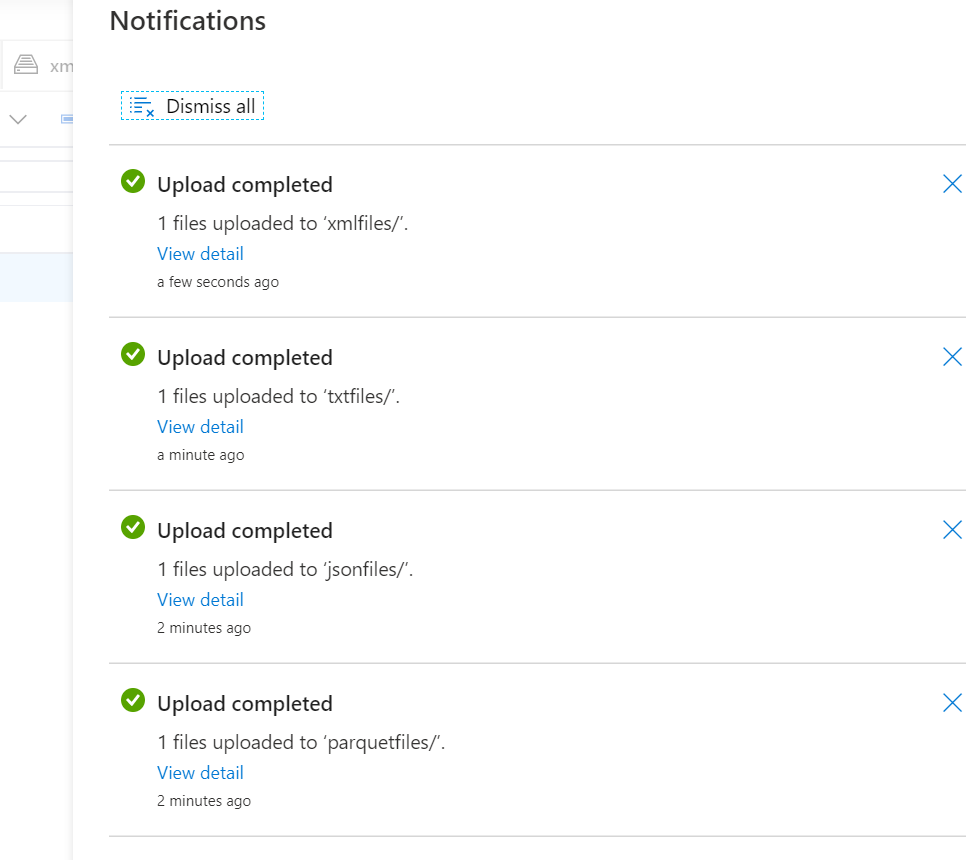 Notifications
xm
Dismiss all
Upload completed
1 files uploaded to ‘xmlfiles/’.
View detail
a few seconds ago
Upload completed
1 files uploaded to ‘txtfiles/’.
View detail
a minute ago
Upload completed
1 files uploaded to ‘jsonfiles/’.
View detail
2 minutes ago
Upload completed
1 files uploaded to ‘parquetfiles/’.
View detail
2 minutes ago